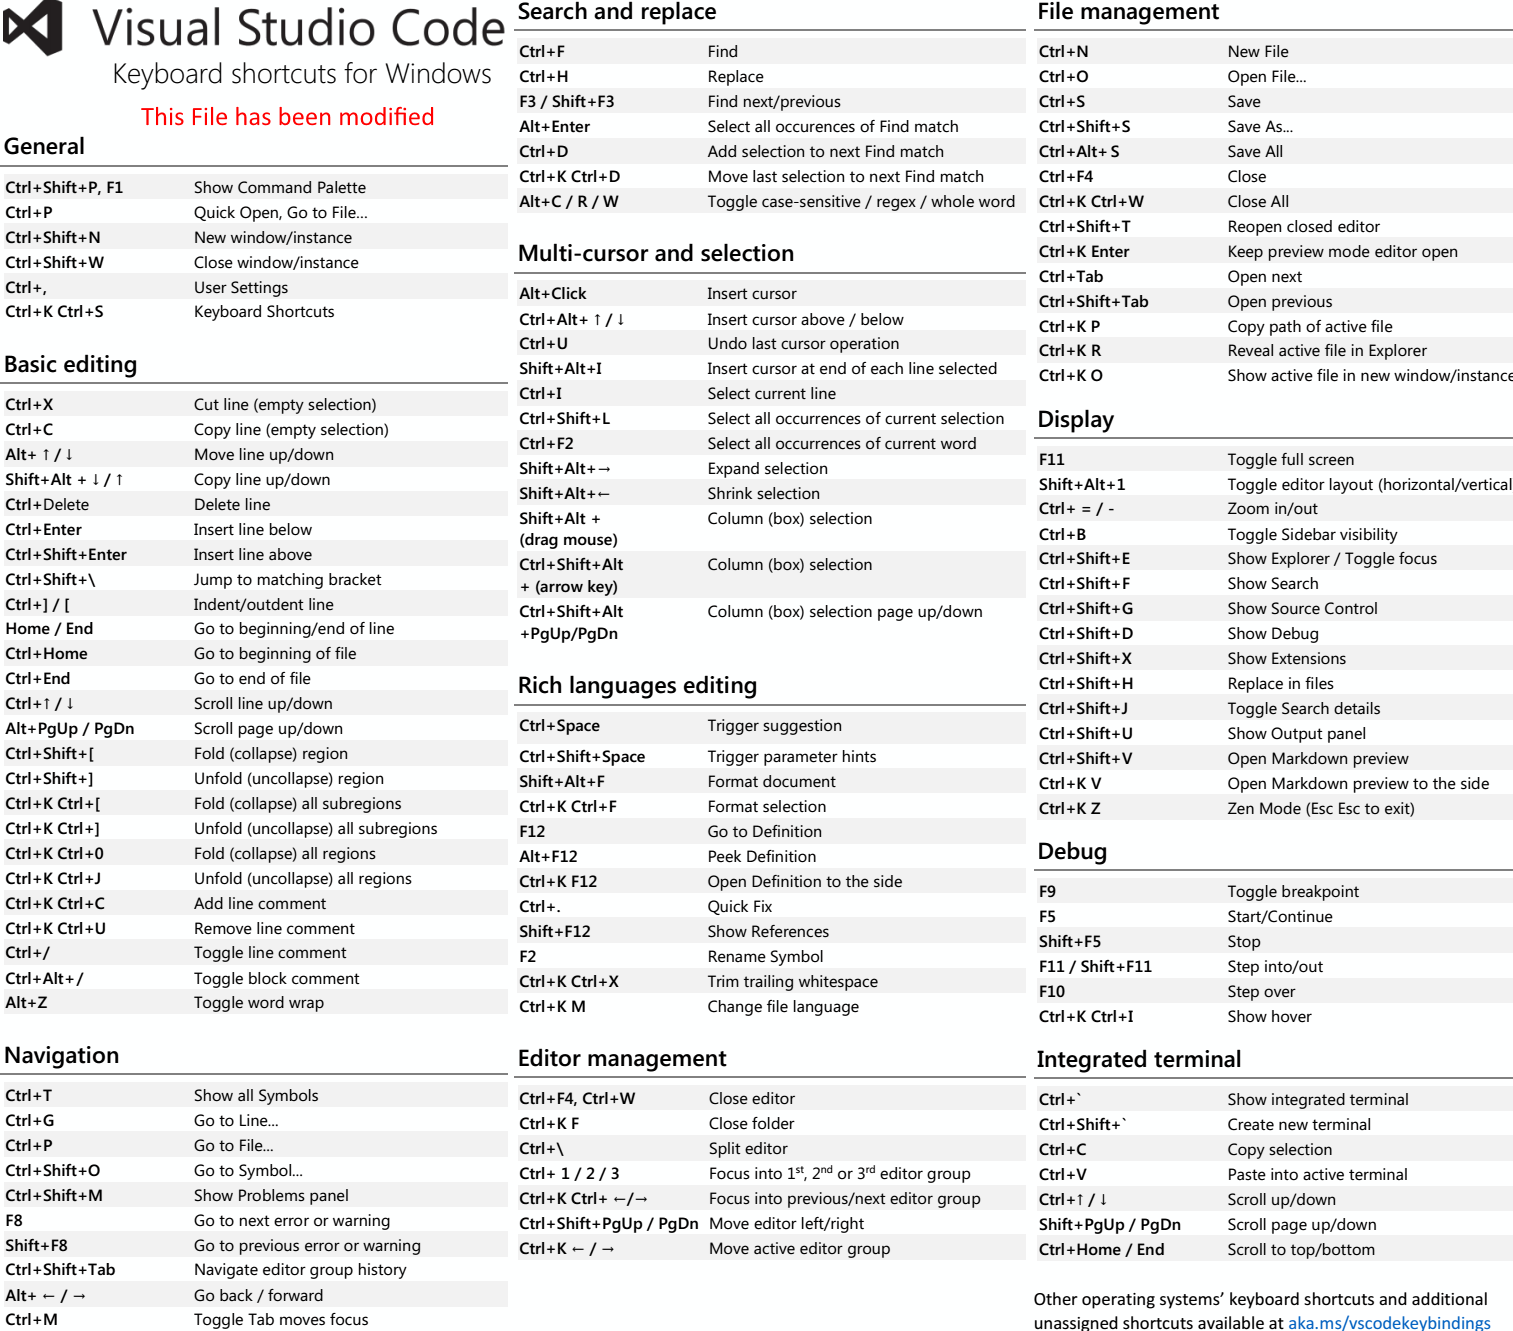 Visual Studio Code
Keyboard shortcuts for Windows
This File has been modified
General
Ctrl+Shift+P, F1 Show Command Palette
Ctrl+P Quick Open, Go to File...
Ctrl+Shift+N New window/instance
Ctrl+Shift+W Close window/instance
Ctrl+, User Settings
Ctrl+K Ctrl+S Keyboard Shortcuts
Basic editing
Ctrl+X Cut line (empty selection)
Ctrl+C Copy line (empty selection)
Alt+ ↑ / ↓ Move line up/down
Shift+Alt + ↓ / ↑ Copy line up/down
Ctrl+Delete Delete line
Ctrl+Enter Insert line below
Ctrl+Shift+Enter Insert line above
Ctrl+Shift+\ Jump to matching bracket
Ctrl+] / [ Indent/outdent line
Home / End Go to beginning/end of line
Ctrl+Home Go to beginning of file
Ctrl+End Go to end of file
Ctrl+↑ / ↓ Scroll line up/down
Alt+PgUp / PgDn Scroll page up/down
Ctrl+Shift+[ Fold (collapse) region
Ctrl+Shift+] Unfold (uncollapse) region
Ctrl+K Ctrl+[ Fold (collapse) all subregions
Ctrl+K Ctrl+] Unfold (uncollapse) all subregions
Ctrl+K Ctrl+0 Fold (collapse) all regions
Ctrl+K Ctrl+J Unfold (uncollapse) all regions
Ctrl+K Ctrl+C Add line comment
Ctrl+K Ctrl+U Remove line comment
Ctrl+/ Toggle line comment
Ctrl+Alt+/ Toggle block comment
Alt+Z Toggle word wrap
Navigation
Ctrl+T Show all Symbols
Ctrl+G Go to Line...
Ctrl+P Go to File...
Ctrl+Shift+O Go to Symbol...
Ctrl+Shift+M Show Problems panel
F8 Go to next error or warning
Shift+F8 Go to previous error or warning
Ctrl+Shift+Tab Navigate editor group history
Alt+ ← / → Go back / forward
Ctrl+M Toggle Tab moves focus
Search and replace
Ctrl+F Find
Ctrl+H Replace
F3 / Shift+F3 Find next/previous
Alt+Enter Select all occurences of Find match
Ctrl+D Add selection to next Find match
Ctrl+K Ctrl+D Move last selection to next Find match
Alt+C / R / W Toggle case-sensitive / regex / whole word
Multi-cursor and selection
Alt+Click Insert cursor
Ctrl+Alt+ ↑ / ↓ Insert cursor above / below
Ctrl+U Undo last cursor operation
Shift+Alt+I Insert cursor at end of each line selected
Ctrl+I Select current line
Ctrl+Shift+L Select all occurrences of current selection
Ctrl+F2 Select all occurrences of current word
Shift+Alt+→ Expand selection
Shift+Alt+← Shrink selection
Shift+Alt + Column (box) selection
(drag mouse)
Ctrl+Shift+Alt Column (box) selection
+ (arrow key)
Ctrl+Shift+Alt Column (box) selection page up/down
+PgUp/PgDn
Rich languages editing
Ctrl+Space Trigger suggestion
Ctrl+Shift+Space Trigger parameter hints
Shift+Alt+F Format document
Ctrl+K Ctrl+F Format selection
F12 Go to Definition
Alt+F12 Peek Definition
Ctrl+K F12 Open Definition to the side
Ctrl+. Quick Fix
Shift+F12 Show References
F2 Rename Symbol
Ctrl+K Ctrl+X Trim trailing whitespace
Ctrl+K M Change file language
Editor management
Ctrl+F4, Ctrl+W Close editor
Ctrl+K F Close folder
Ctrl+\ Split editor
Ctrl+ 1 / 2 / 3 Focus into 1st, 2nd or 3rd editor group
Ctrl+K Ctrl+ ←/→ Focus into previous/next editor group
Ctrl+Shift+PgUp / PgDn Move editor left/right
Ctrl+K ← / → Move active editor group
File management
Ctrl+N New File
Ctrl+O Open File...
Ctrl+S Save
Ctrl+Shift+S Save As...
Ctrl+Alt+ S Save All
Ctrl+F4 Close
Ctrl+K Ctrl+W Close All
Ctrl+Shift+T Reopen closed editor
Ctrl+K Enter Keep preview mode editor open
Ctrl+Tab Open next
Ctrl+Shift+Tab Open previous
Ctrl+K P Copy path of active file
Ctrl+K R Reveal active file in Explorer
Ctrl+K O Show active file in new window/instance
Display
F11 Toggle full screen
Shift+Alt+1 Toggle editor layout (horizontal/vertical
Ctrl+ = / - Zoom in/out
Ctrl+B Toggle Sidebar visibility
Ctrl+Shift+E Show Explorer / Toggle focus
Ctrl+Shift+F Show Search
Ctrl+Shift+G Show Source Control
Ctrl+Shift+D Show Debug
Ctrl+Shift+X Show Extensions
Ctrl+Shift+H Replace in files
Ctrl+Shift+J Toggle Search details
Ctrl+Shift+U Show Output panel
Ctrl+Shift+V Open Markdown preview
Ctrl+K V Open Markdown preview to the side
Ctrl+K Z Zen Mode (Esc Esc to exit)
Debug
F9 Toggle breakpoint
F5 Start/Continue
Shift+F5 Stop
F11 / Shift+F11 Step into/out
F10 Step over
Ctrl+K Ctrl+I Show hover
Integrated terminal
Ctrl+` Show integrated terminal
Ctrl+Shift+` Create new terminal
Ctrl+C Copy selection
Ctrl+V Paste into active terminal
Ctrl+↑ / ↓ Scroll up/down
Shift+PgUp / PgDn Scroll page up/down
Ctrl+Home / End Scroll to top/bottom
Other operating systems’ keyboard shortcuts and additional
unassigned shortcuts available at aka.ms/vscodekeybindings